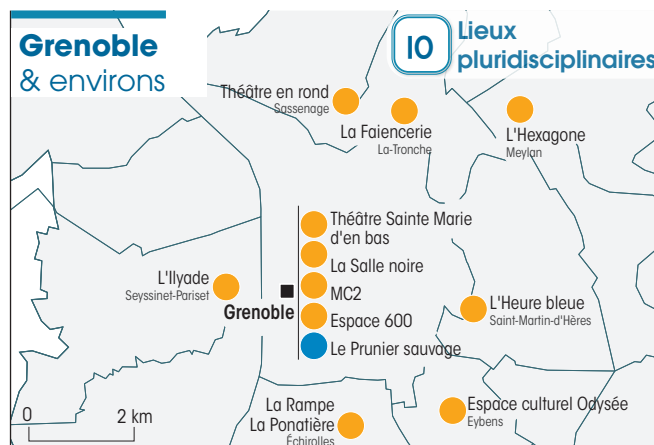 Grenoble
& environs
10
Lieux
pluridisciplinaires
Théâtre en rond
Sassenage
La Faiencerie
La-Tronche
L'Hexagone
Meylan
Théâtre Sainte Marie
d'en bas
La Salle noire
MC2
Espace 600
Le Prunier sauvage
L'Ilyade
Seyssinet-Pariset
Grenoble
L'Heure bleue
Saint-Martin-d'Hères
La Rampe
La Ponatière
Échirolles
Espace culturel Odysée
Eybens
0 2 km